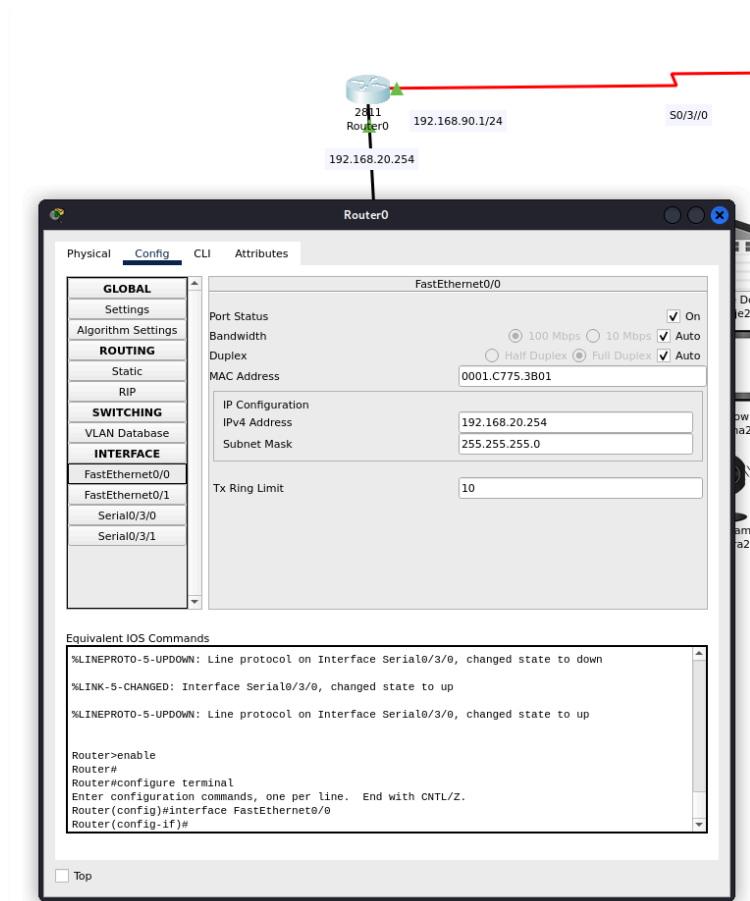 2811
Router0
192.168.90.1/24
S0/3//0
192.168.20.254
Router0
Physical Config CLI Attributes
GLOBAL
Settings
Algorithm Settings
ROUTING
Static
RIP
SWITCHING
VLAN Database
INTERFACE
FastEthernet0/0
FastEthernet0/1
Serial0/3/0
Serial0/3/1
FastEthernet0/0
Port Status On
Bandwidth 100 Mbps 10 Mbps Auto
Duplex Half Duplex Full Duplex Auto
MAC Address 0001.C775.3B01
IP Configuration
IPv4 Address 192.168.20.254
Subnet Mask 255.255.255.0
Tx Ring Limit 10
Equivalent IOS Commands
%LINEPROTO-5-UPDOWN: Line protocol on Interface Serial0/3/0, changed state to down
%LINK-5-CHANGED: Interface Serial0/3/0, changed state to up
%LINEPROTO-5-UPDOWN: Line protocol on Interface Serial0/3/0, changed state to up
Router>enable
Router#
Router#configure terminal
Enter configuration commands, one per line. End with CNTL/Z.
Router(config)#interface FastEthernet0/0
Router(config-if)#
Top